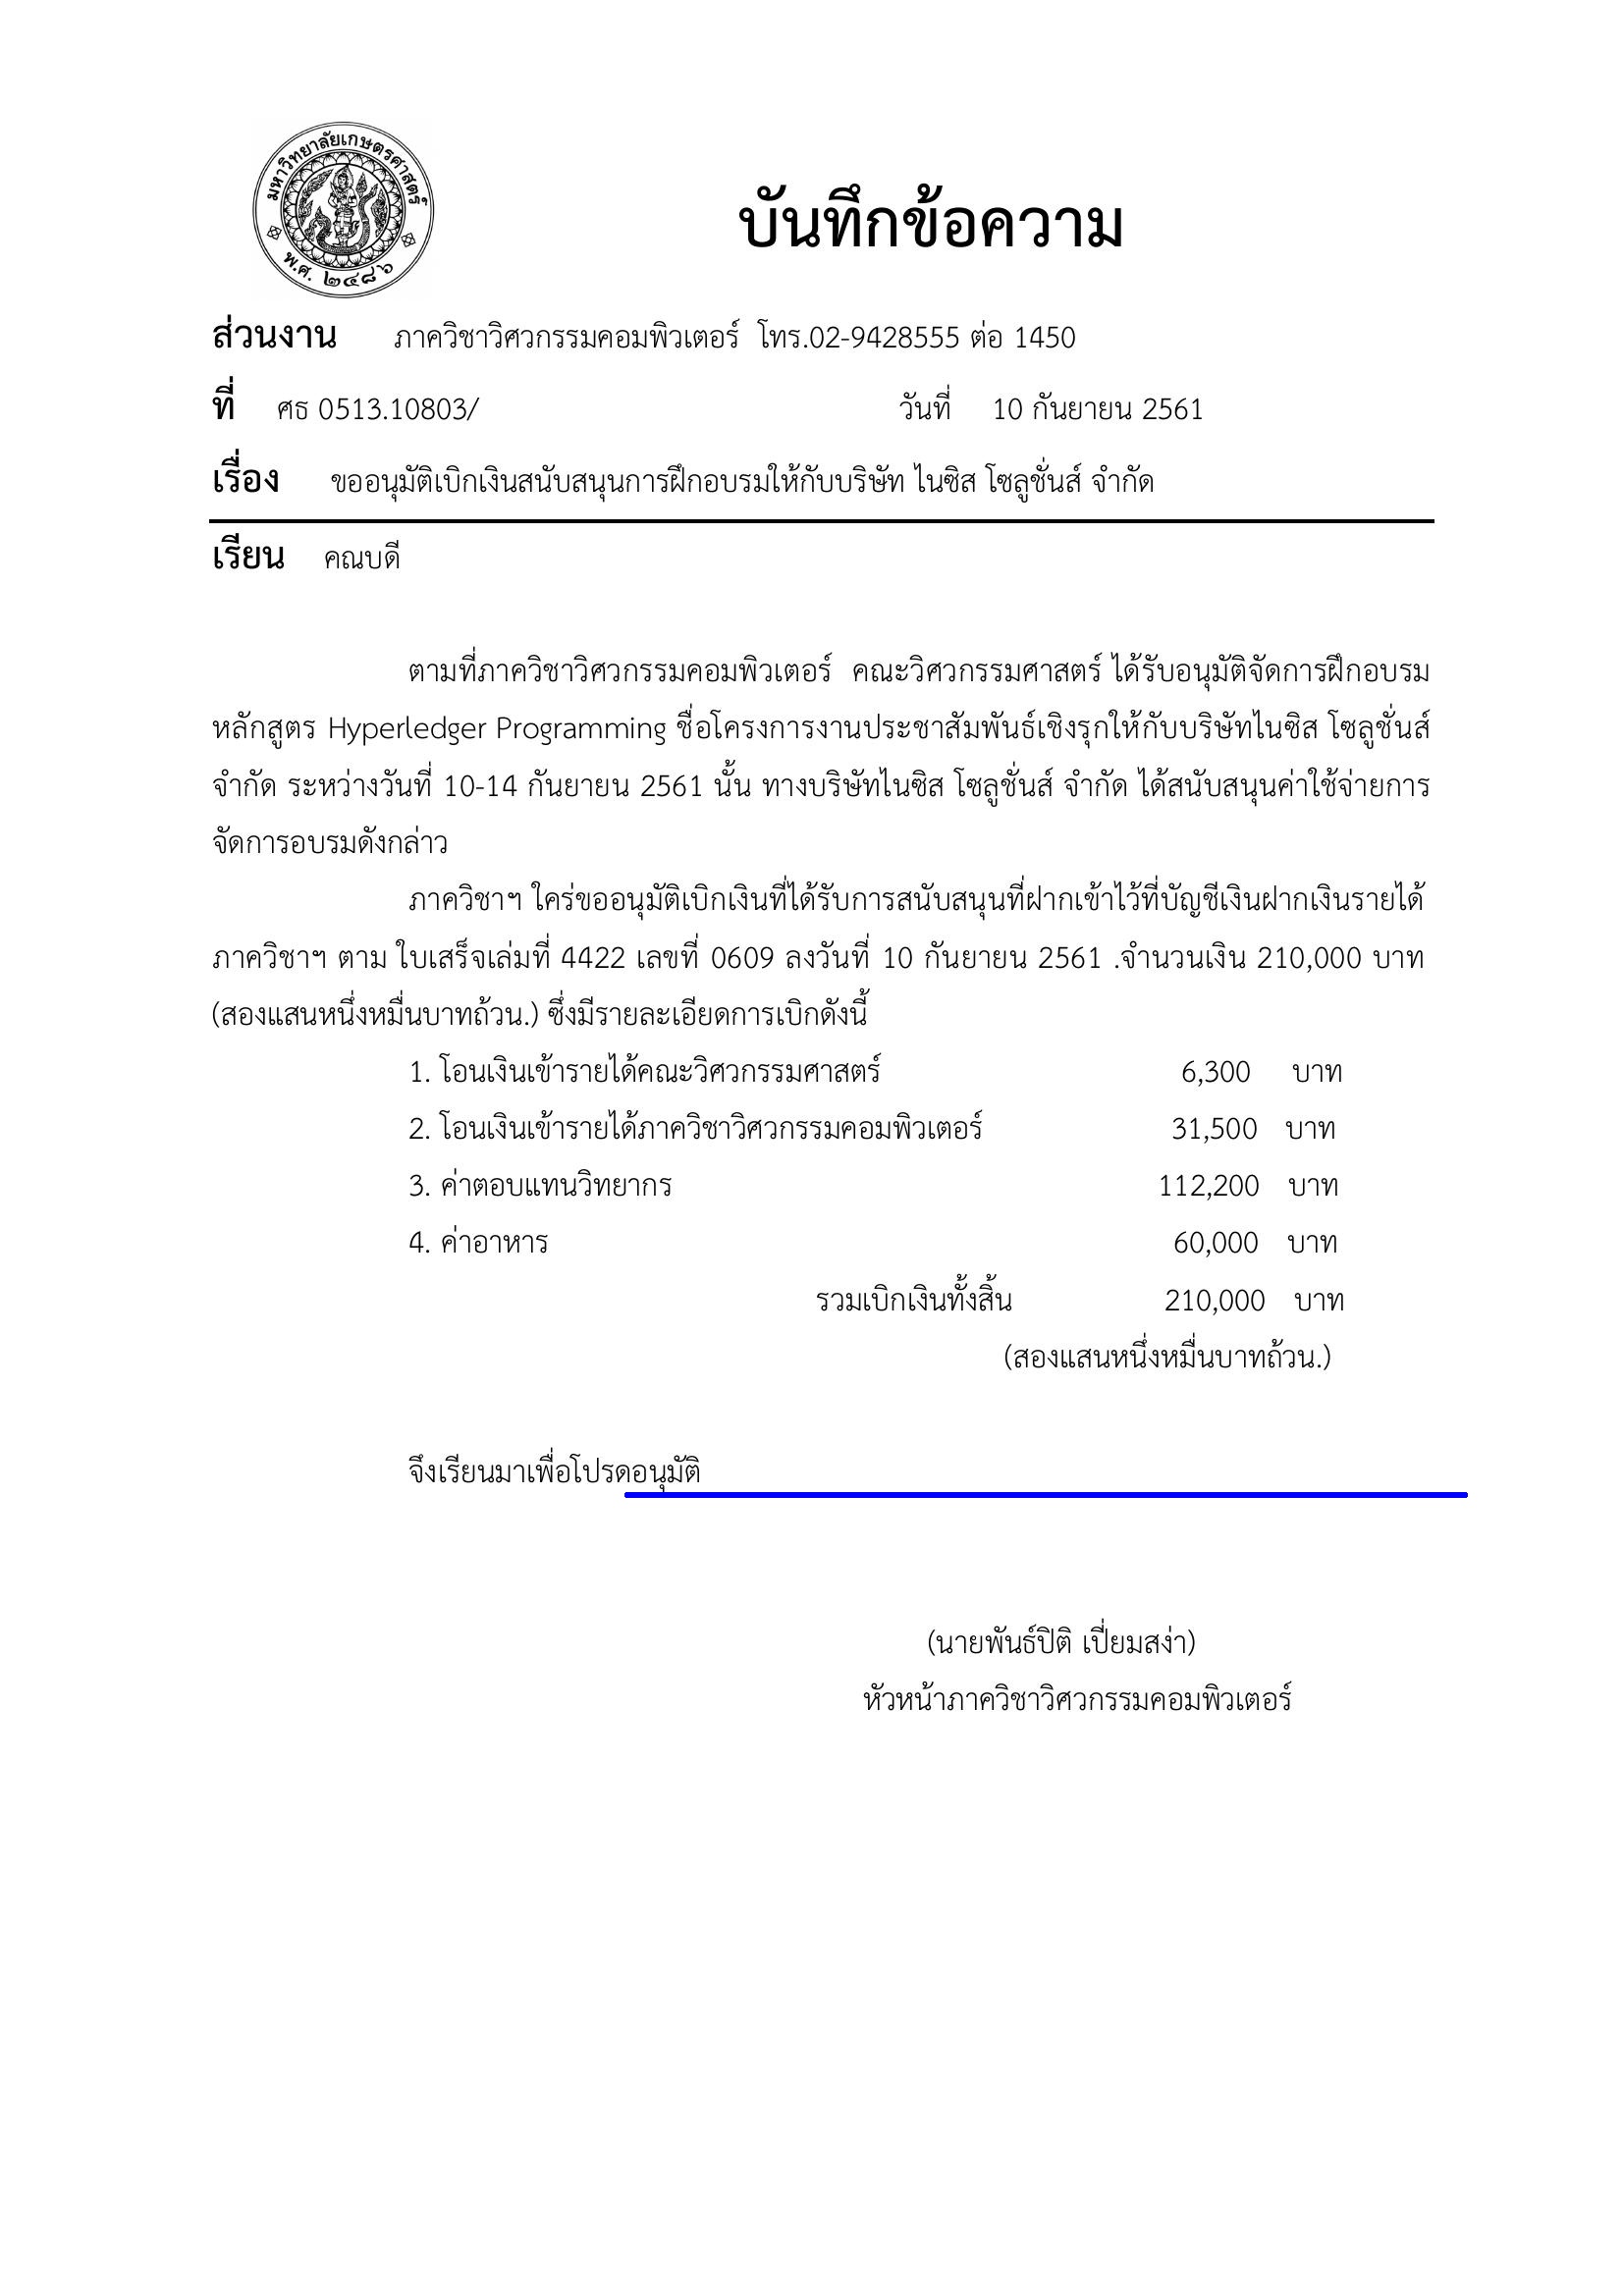 มหาวิทยาลัยเกษตรศาสตร์
พ.ศ. ๒๔๘๖
บันทึกข้อความ
ส่วนงาน ภาควิชาวิศวกรรมคอมพิวเตอร์ โทร.02-9428555 ต่อ 1450
ที่ ศธ 0513.10803/ วันที่ 10 กันยายน 2561
เรื่อง ขออนุมัติเบิกเงินสนับสนุนการฝึกอบรมให้กับบริษัท ไนซิส โซลูชั่นส์ จำกัด
เรียน คณบดี
ตามที่ภาควิชาวิศวกรรมคอมพิวเตอร์ คณะวิศวกรรมศาสตร์ ได้รับอนุมัติจัดการฝึกอบรม
หลักสูตร Hyperledger Programming ชื่อโครงการงานประชาสัมพันธ์เชิงรุกให้กับบริษัทไนซิส โซลูชั่นส์
จำกัด ระหว่างวันที่ 10-14 กันยายน 2561 นั้น ทางบริษัทไนซิส โซลูชั่นส์ จำกัด ได้สนับสนุนค่าใช้จ่ายการ
จัดการอบรมดังกล่าว
ภาควิชาฯ ใคร่ขออนุมัติเบิกเงินที่ได้รับการสนับสนุนที่ฝากเข้าไว้ที่บัญชีเงินฝากเงินรายได้
ภาควิชาฯ ตาม ใบเสร็จเล่มที่ 4422 เลขที่ 0609 ลงวันที่ 10 กันยายน 2561 .จำนวนเงิน 210,000 บาท
(สองแสนหนึ่งหมื่นบาทถ้วน.) ซึ่งมีรายละเอียดการเบิกดังนี้
1. โอนเงินเข้ารายได้คณะวิศวกรรมศาสตร์ 6,300 บาท
2. โอนเงินเข้ารายได้ภาควิชาวิศวกรรมคอมพิวเตอร์ 31,500 บาท
3. ค่าตอบแทนวิทยากร 112,200 บาท
4. ค่าอาหาร 60,000 บาท
รวมเบิกเงินทั้งสิ้น 210,000 บาท
(สองแสนหนึ่งหมื่นบาทถ้วน.)
จึงเรียนมาเพื่อโปรดอนุมัติ
(นายพันธ์ปิติ เปี่ยมสง่า)
หัวหน้าภาควิชาวิศวกรรมคอมพิวเตอร์